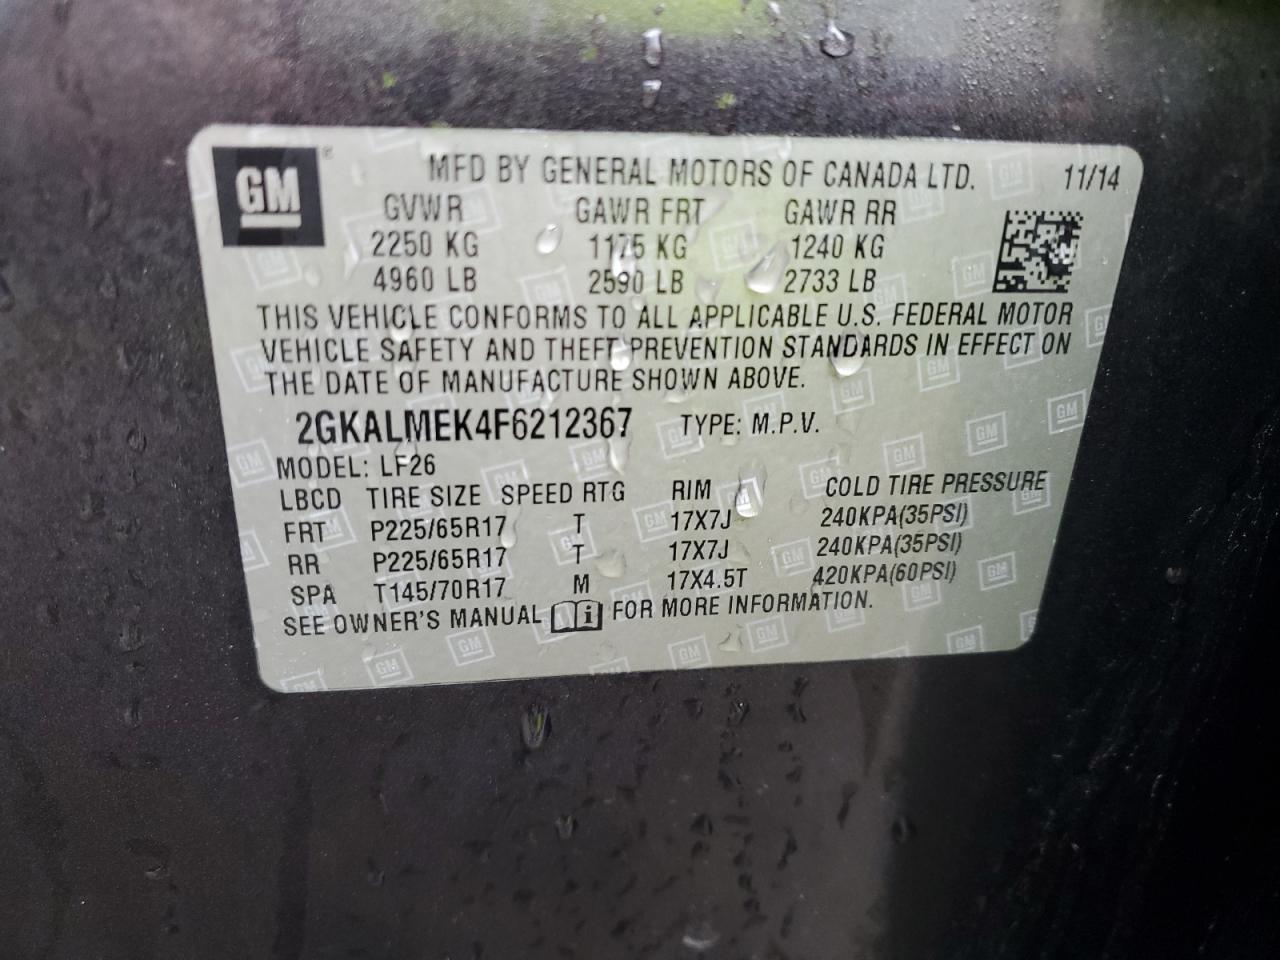 GM®
MFD BY GENERAL MOTORS OF CANADA LTD. 11/14
GVWR GAWR FRT GAWR RR
2250 KG 1175 KG 1240 KG
4960 LB 2590 LB 2733 LB
THIS VEHICLE CONFORMS TO ALL APPLICABLE U.S. FEDERAL MOTOR
VEHICLE SAFETY AND THEFT PREVENTION STANDARDS IN EFFECT ON
THE DATE OF MANUFACTURE SHOWN ABOVE.
2GKALMEK4F6212367 TYPE: M.P.V.
MODEL: LF26
LBCD TIRE SIZE SPEED RTG RIM COLD TIRE PRESSURE
FRT P225/65R17 T 17X7J 240KPA(35PSI)
RR P225/65R17 T 17X7J 240KPA(35PSI)
SPA T145/70R17 M 17X4.5T 420KPA(60PSI)
SEE OWNER'S MANUAL i FOR MORE INFORMATION.